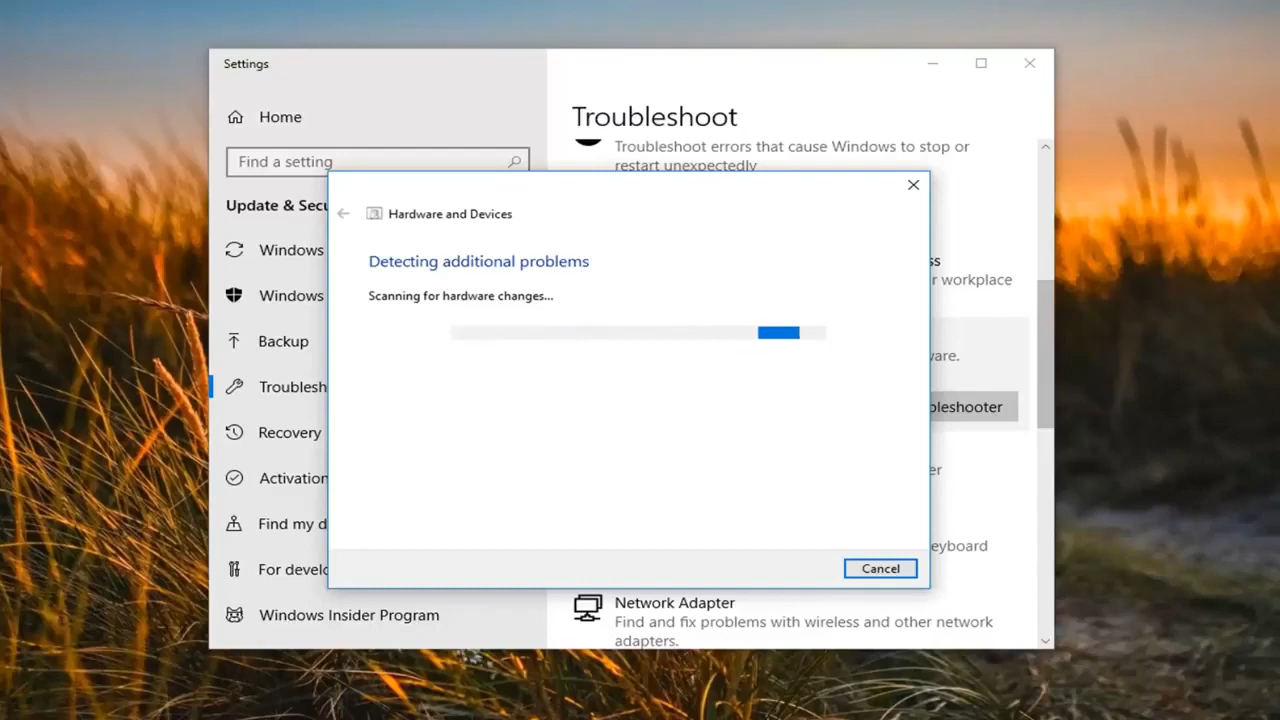 Settings
Home
Find a setting
Update & Secu
Windows
Windows
Backup
Troublesh
Recovery
Activation
Find my d
For develo
Windows Insider Program
Troubleshoot
Troubleshoot errors that cause Windows to stop or
restart unexpectedly
ss
r workplace
ware.
bleshooter
er
eyboard
Network Adapter
Find and fix problems with wireless and other network
adapters.
Hardware and Devices
Detecting additional problems
Scanning for hardware changes...
Cancel